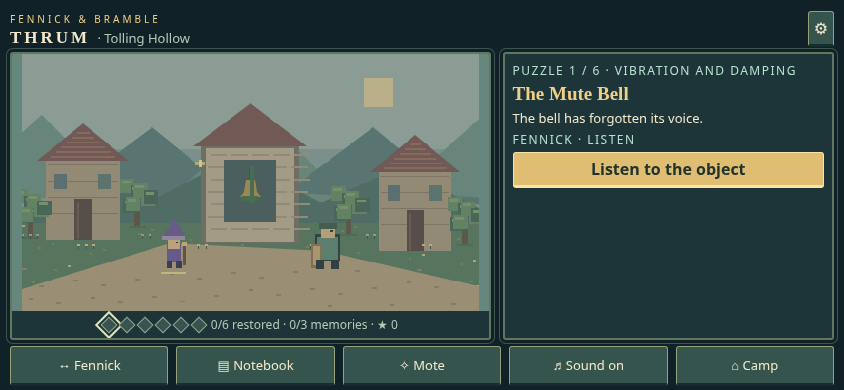 FENNICK & BRAMBLE
THRUM · Tolling Hollow
PUZZLE 1 / 6 · VIBRATION AND DAMPING
The Mute Bell
The bell has forgotten its voice.
FENNICK · LISTEN
Listen to the object
0/6 restored · 0/3 memories · ★ 0
↔ Fennick
▤ Notebook
✧ Mote
♬ Sound on
⌂ Camp